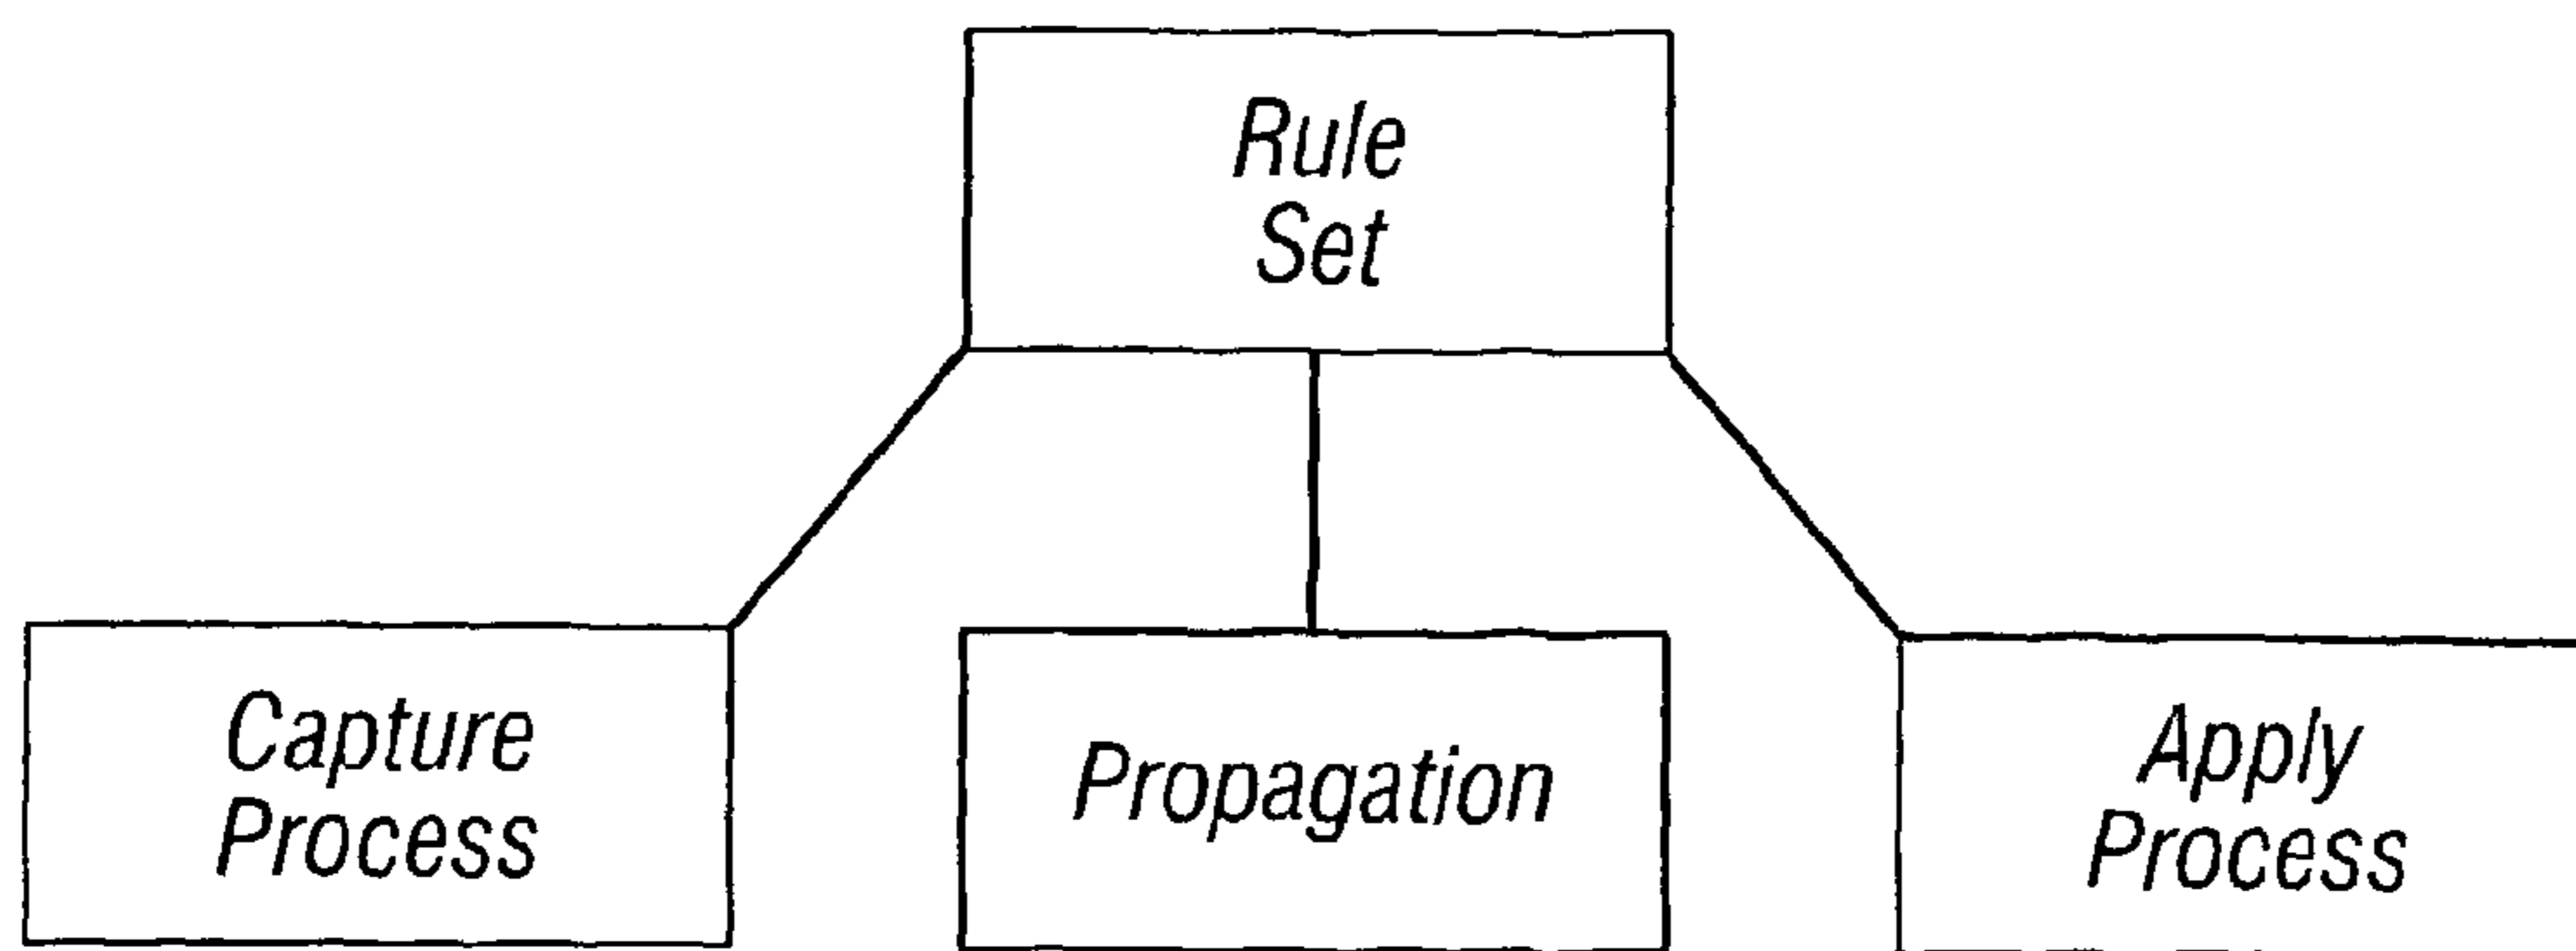 Rule
Set
Capture
Process
Propagation
Apply
Process